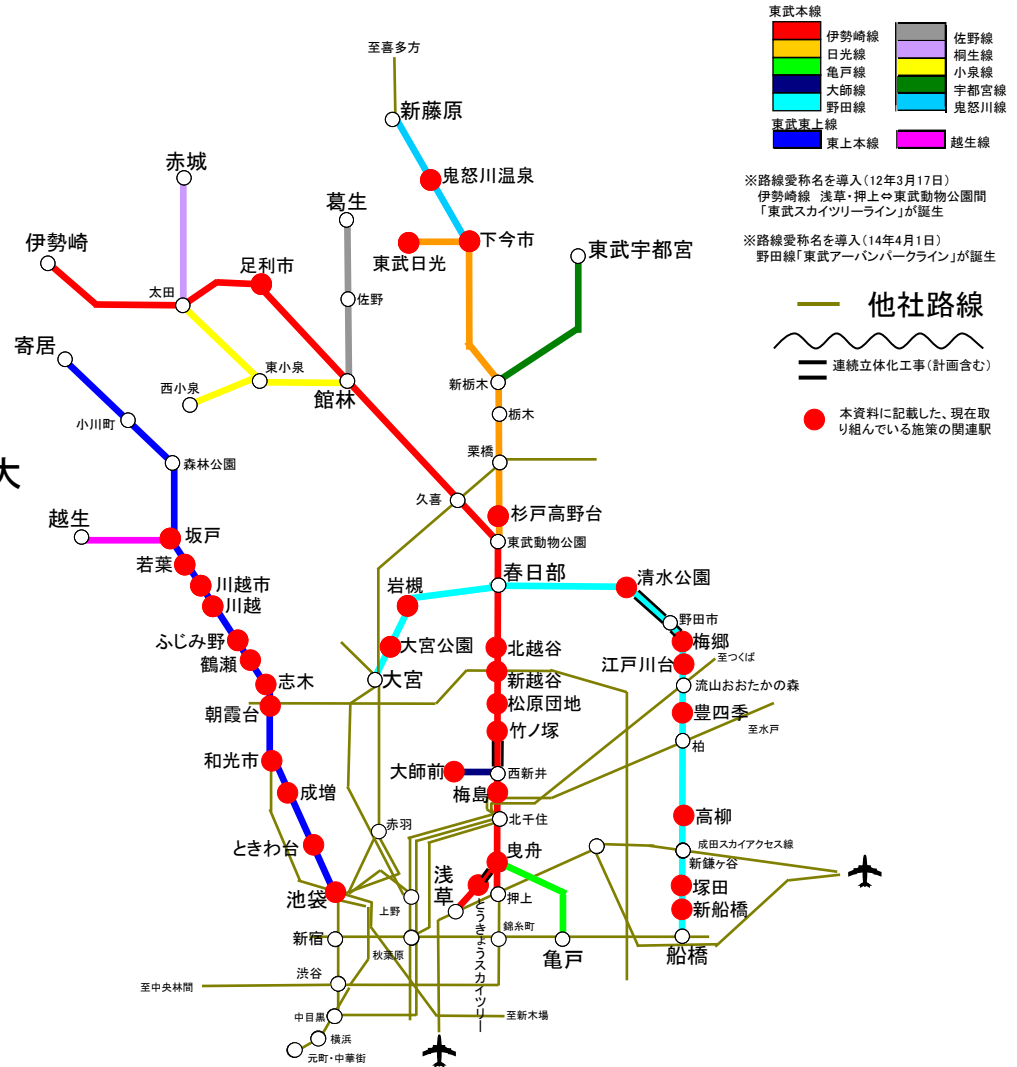 東武本線
伊勢崎線
日光線
亀戸線
大師線
野田線
佐野線
桐生線
小泉線
宇都宮線
鬼怒川線
東武東上線
東上本線
越生線
※路線愛称名を導入(12年3月17日)
伊勢崎線 浅草・押上⇔東武動物公園間
「東武スカイツリーライン」が誕生
※路線愛称名を導入(14年4月1日)
野田線「東武アーバンパークライン」が誕生
他社路線
連続立体化工事(計画含む)
本資料に記載した、現在取
り組んでいる施策の関連駅
至喜多方
新藤原
鬼怒川温泉
下今市
東武日光
東武宇都宮
赤城
葛生
伊勢崎
足利市
太田
佐野
寄居
東小泉
西小泉
館林
新栃木
栃木
小川町
栗橋
森林公園
大
久喜
杉戸高野台
越生
坂戸
東武動物公園
若葉
春日部
清水公園
川越市
岩槻
川越
野田市
ふじみ野
大宮公園
北越谷
梅郷
鶴瀬
江戸川台
至つくば
志木
大宮
新越谷
流山おおたかの森
朝霞台
松原団地
豊四季
竹ノ塚
至水戸
柏
和光市
大師前
西新井
成増
梅島
高柳
北千住
赤羽
ときわ台
成田スカイアクセス線
曳舟
新鎌ヶ谷
浅草
池袋
押上
塚田
上野
とうきょうスカイツリー
新船橋
新宿
錦糸町
秋葉原
亀戸
船橋
渋谷
至中央林間
中目黒
至新木場
横浜
元町・中華街